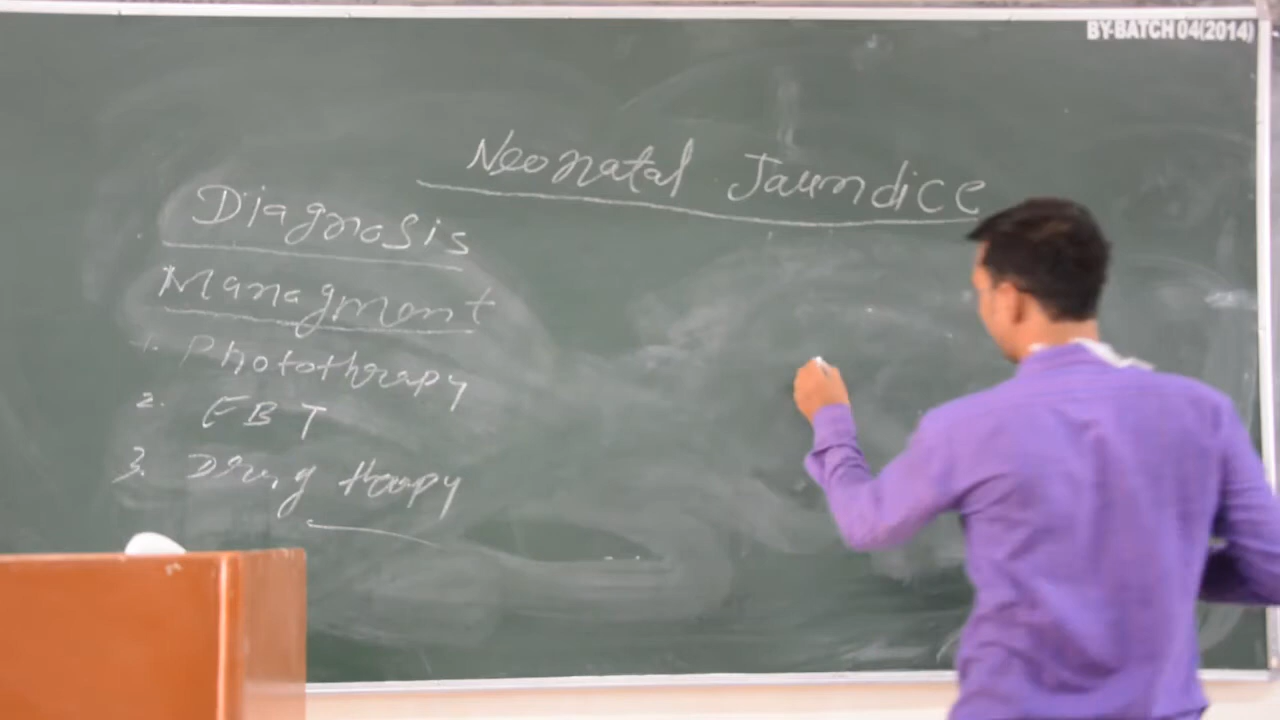 BY-BATCH 04(2014)
Neonatal Jaundice
Diagnosis
Managment
1. Phototherapy
2. EBT
3. Drug therapy